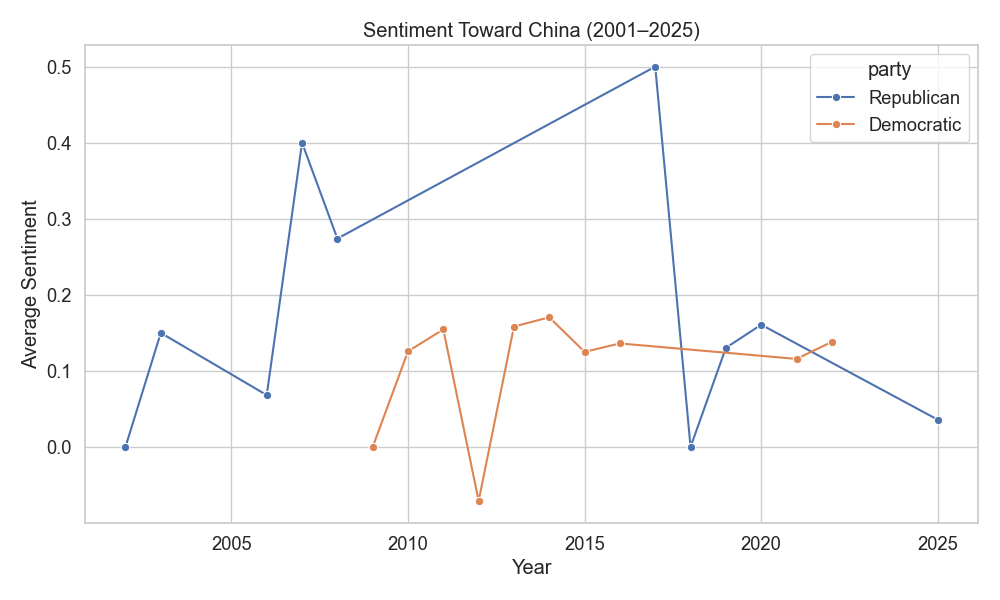 Sentiment Toward China (2001–2025)
party
Republican
Democratic
Average Sentiment
0.5
0.4
0.3
0.2
0.1
0.0
2005
2010
2015
2020
2025
Year